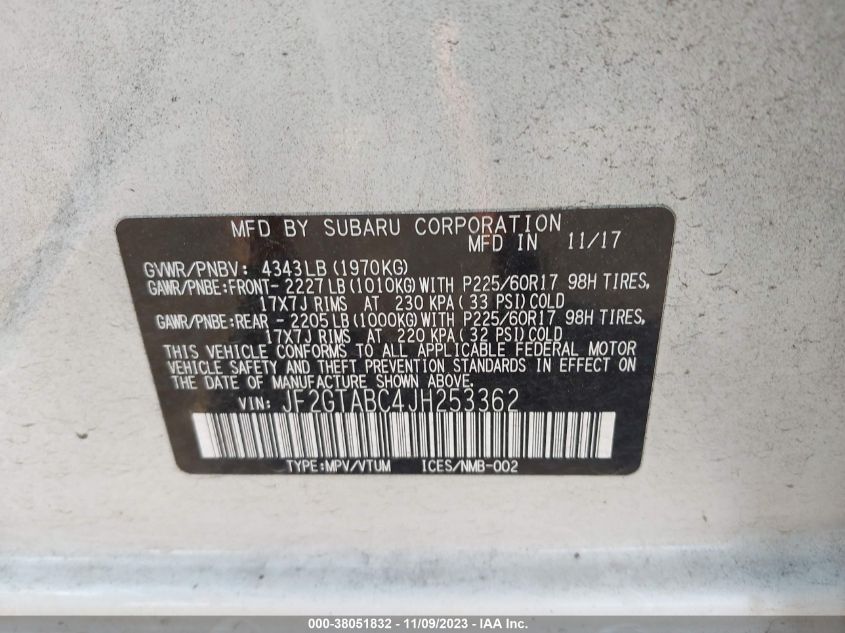 MFD BY SUBARU CORPORATION
MFD IN 11/17
GVWR/PNBV: 4343LB (1970KG)
GAWR/PNBE:FRONT- 2227LB (1010KG) WITH P225/60R17 98H TIRES,
17X7J RIMS AT 230 KPA ( 33 PSI) COLD
GAWR/PNBE:REAR - 2205LB (1000KG) WITH P225/60R17 98H TIRES,
17X7J RIMS AT 220 KPA ( 32 PSI) COLD
THIS VEHICLE CONFORMS TO ALL APPLICABLE FEDERAL MOTOR
VEHICLE SAFETY AND THEFT PREVENTION STANDARDS IN EFFECT ON
THE DATE OF MANUFACTURE SHOWN ABOVE.
VIN: JF2GTABC4JH253362
TYPE:MPV/VTUM ICES/NMB-002
000-38051832 - 11/09/2023 - IAA Inc.